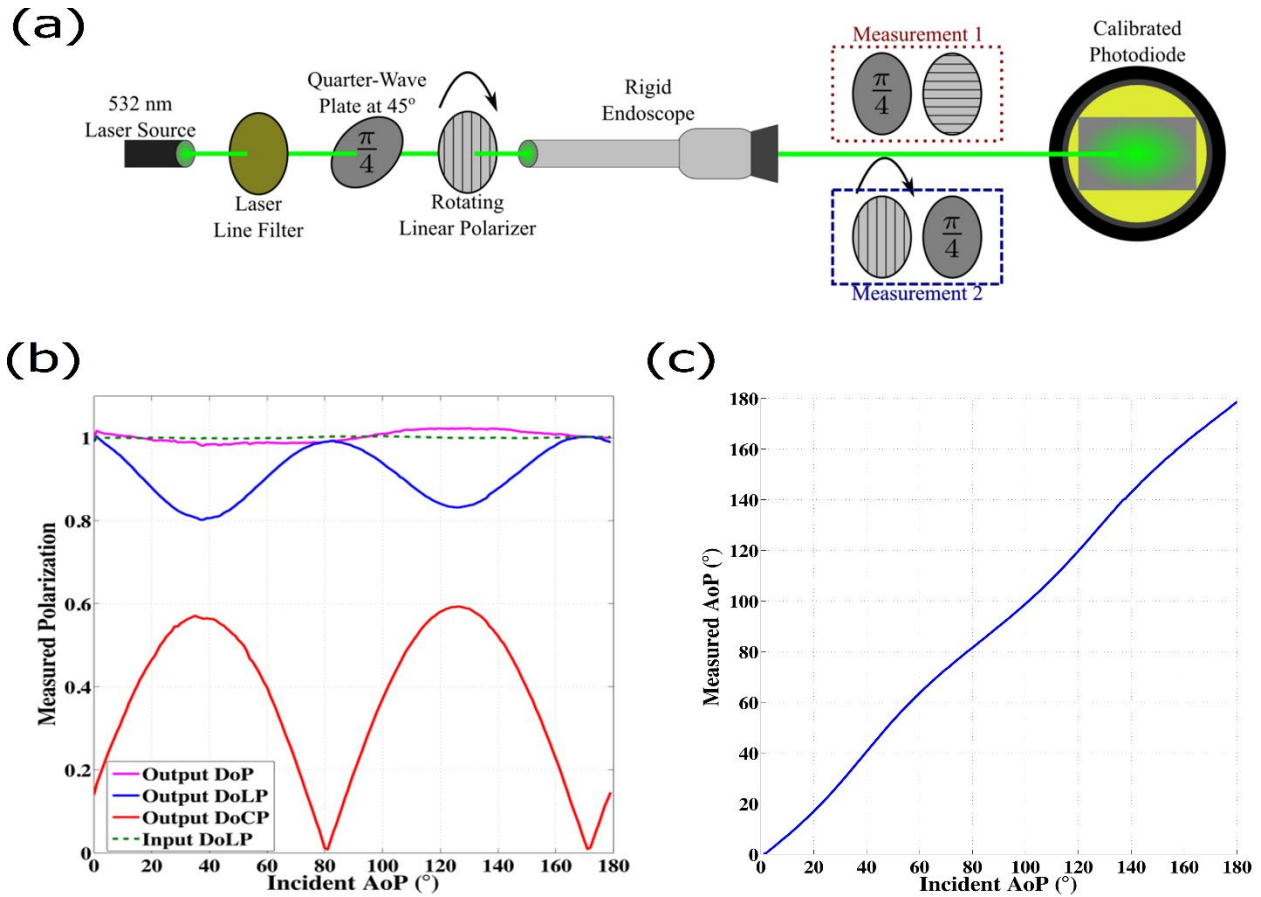 (a)
532 nm
Laser Source
Laser
Line Filter
Quarter-Wave
Plate at 45º
π/4
Rotating
Linear Polarizer
Rigid
Endoscope
Measurement 1
π/4
π/4
Measurement 2
Calibrated
Photodiode
(b)
Measured Polarization
1
0.8
0.6
0.4
0.2
0
Output DoP
Output DoLP
Output DoCP
Input DoLP
0 20 40 60 80 100 120 140 160 180
Incident AoP (°)
(c)
Measured AoP (°)
180
160
140
120
100
80
60
40
20
0
0 20 40 60 80 100 120 140 160 180
Incident AoP (°)